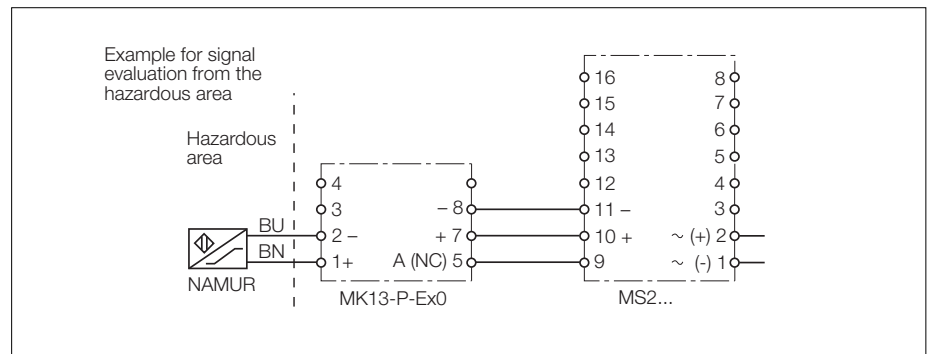 Example for signal
evaluation from the
hazardous area
Hazardous
area
BU
BN
NAMUR
4
3
2 –
1+
– 8
+ 7
A (NC) 5
MK13-P-Ex0
16
15
14
13
12
11 –
10 +
9
8
7
6
5
4
3
~ (+) 2
~ (-) 1
MS2...